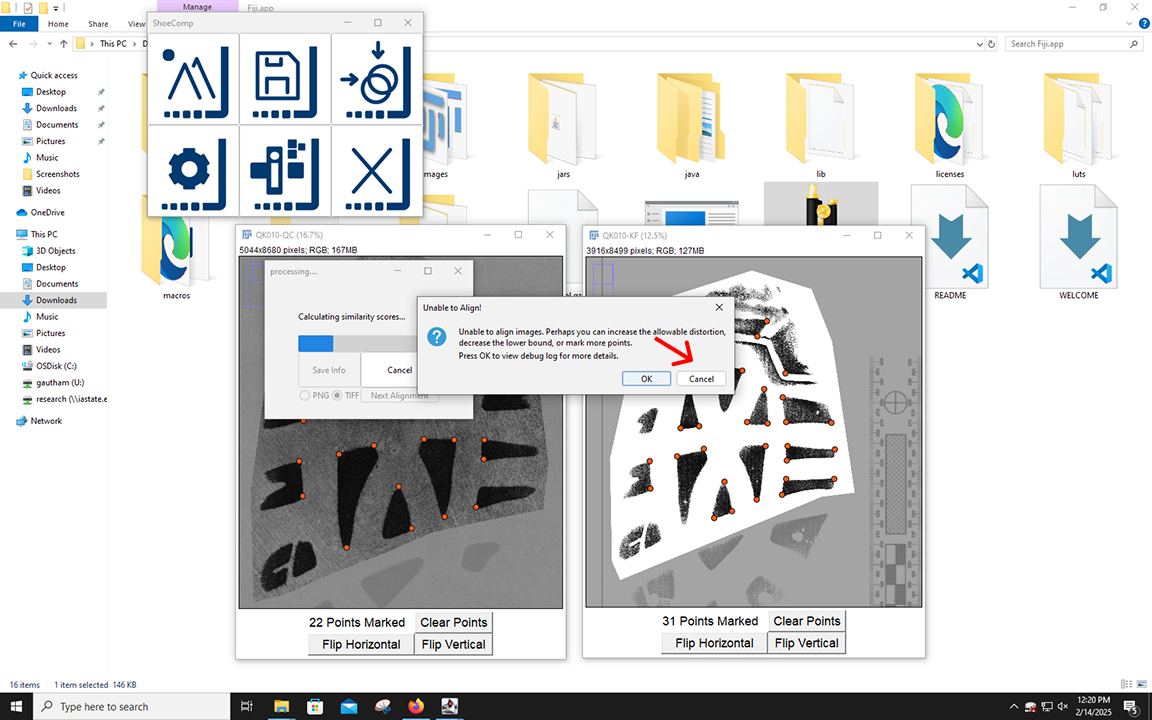 Manage
Fiji.app
File
Home
Share
View
ShoeComp
This PC
D
Search Fiji.app
Quick access
Desktop
Downloads
Documents
Pictures
Music
Screenshots
Videos
OneDrive
This PC
3D Objects
Desktop
Documents
Downloads
Music
Pictures
Videos
OSDisk (C:)
gautham (U:)
research (\\iastate.e
Network
mages
jars
java
lib
licenses
luts
macros
README
WELCOME
QK010-QC (16.7%)
5044x8680 pixels; RGB; 167MB
processing....
Calculating similarity scores...
Save Info
Cancel
PNG
TIFF
Next Alignment
22 Points Marked
Clear Points
Flip Horizontal
Flip Vertical
QK010-KF (12.5%)
3916x8499 pixels; RGB; 127MB
Unable to Align!
Unable to align images. Perhaps you can increase the allowable distortion,
decrease the lower bound, or mark more points.
Press OK to view debug log for more details.
OK
Cancel
31 Points Marked
Clear Points
Flip Horizontal
Flip Vertical
16 items
1 item selected 146 KB
Type here to search
12:20 PM
2/14/2025
5